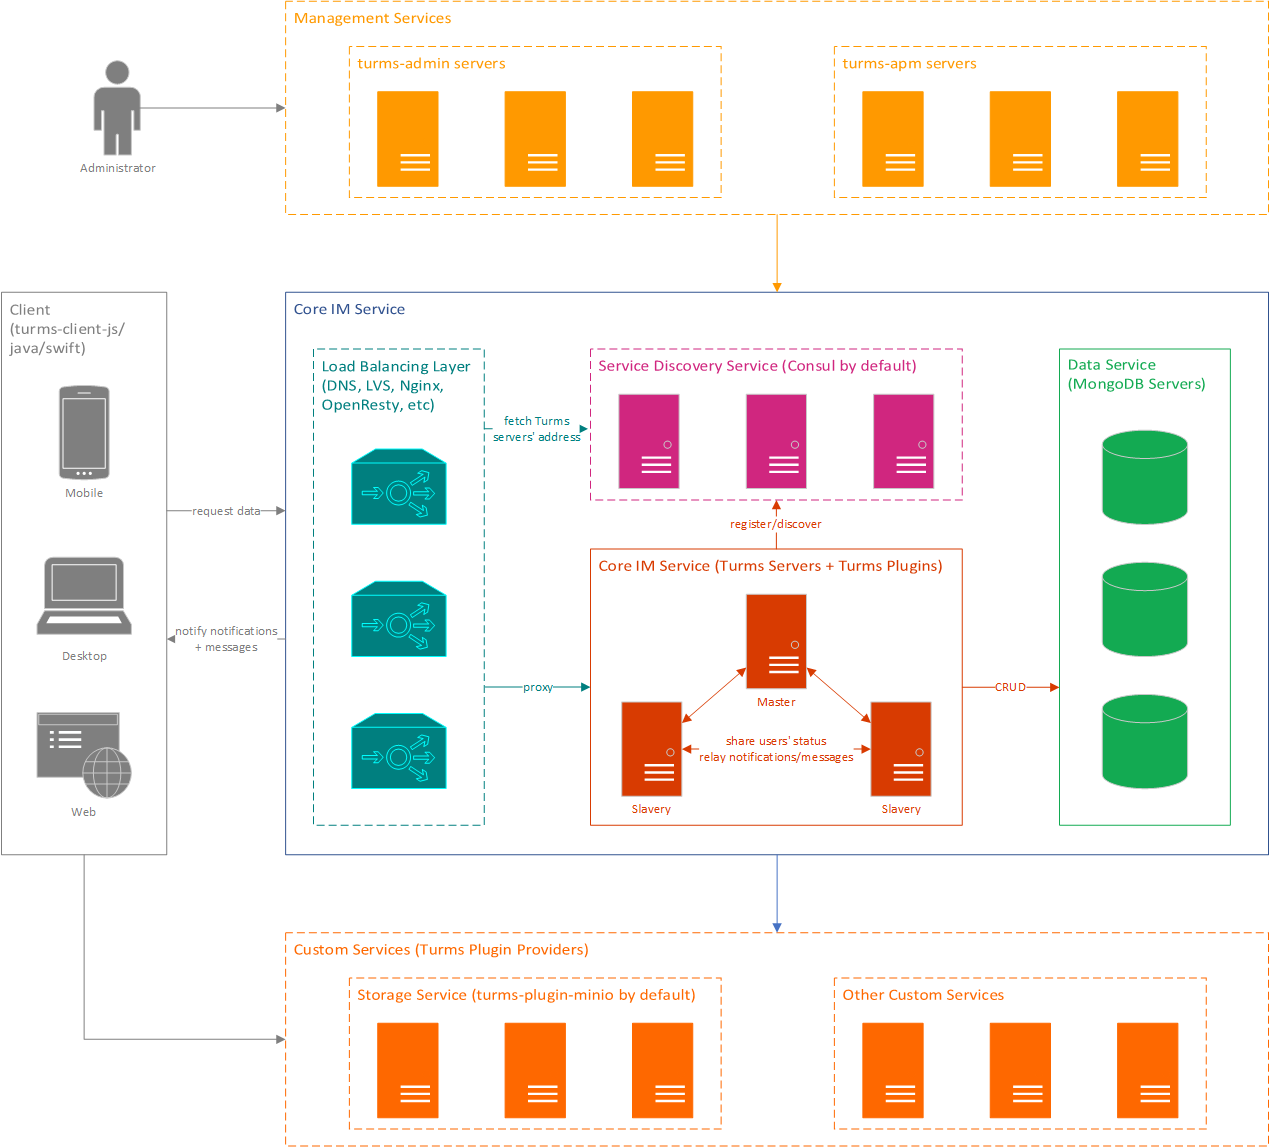 Management Services
turms-admin servers
turms-apm servers
Administrator
Client
(turms-client-js/
java/swift)
Mobile
Desktop
Web
request data
notify notifications
+ messages
Core IM Service
Load Balancing Layer
(DNS, LVS, Nginx,
OpenResty, etc)
fetch Turms
servers' address
proxy
Service Discovery Service (Consul by default)
register/discover
Core IM Service (Turms Servers + Turms Plugins)
Master
share users' status
relay notifications/messages
Slavery
Slavery
CRUD
Data Service
(MongoDB Servers)
Custom Services (Turms Plugin Providers)
Storage Service (turms-plugin-minio by default)
Other Custom Services